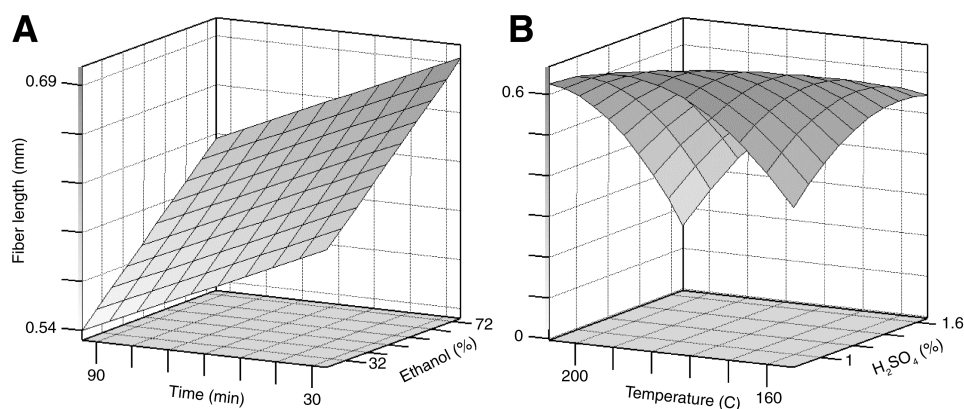 A
B
0.69
0.6
Fiber length (mm)
0.54
72
0
1.6
32
Ethanol (%)
1
H₂SO₄ (%)
90
Time (min)
30
200
Temperature (C)
160